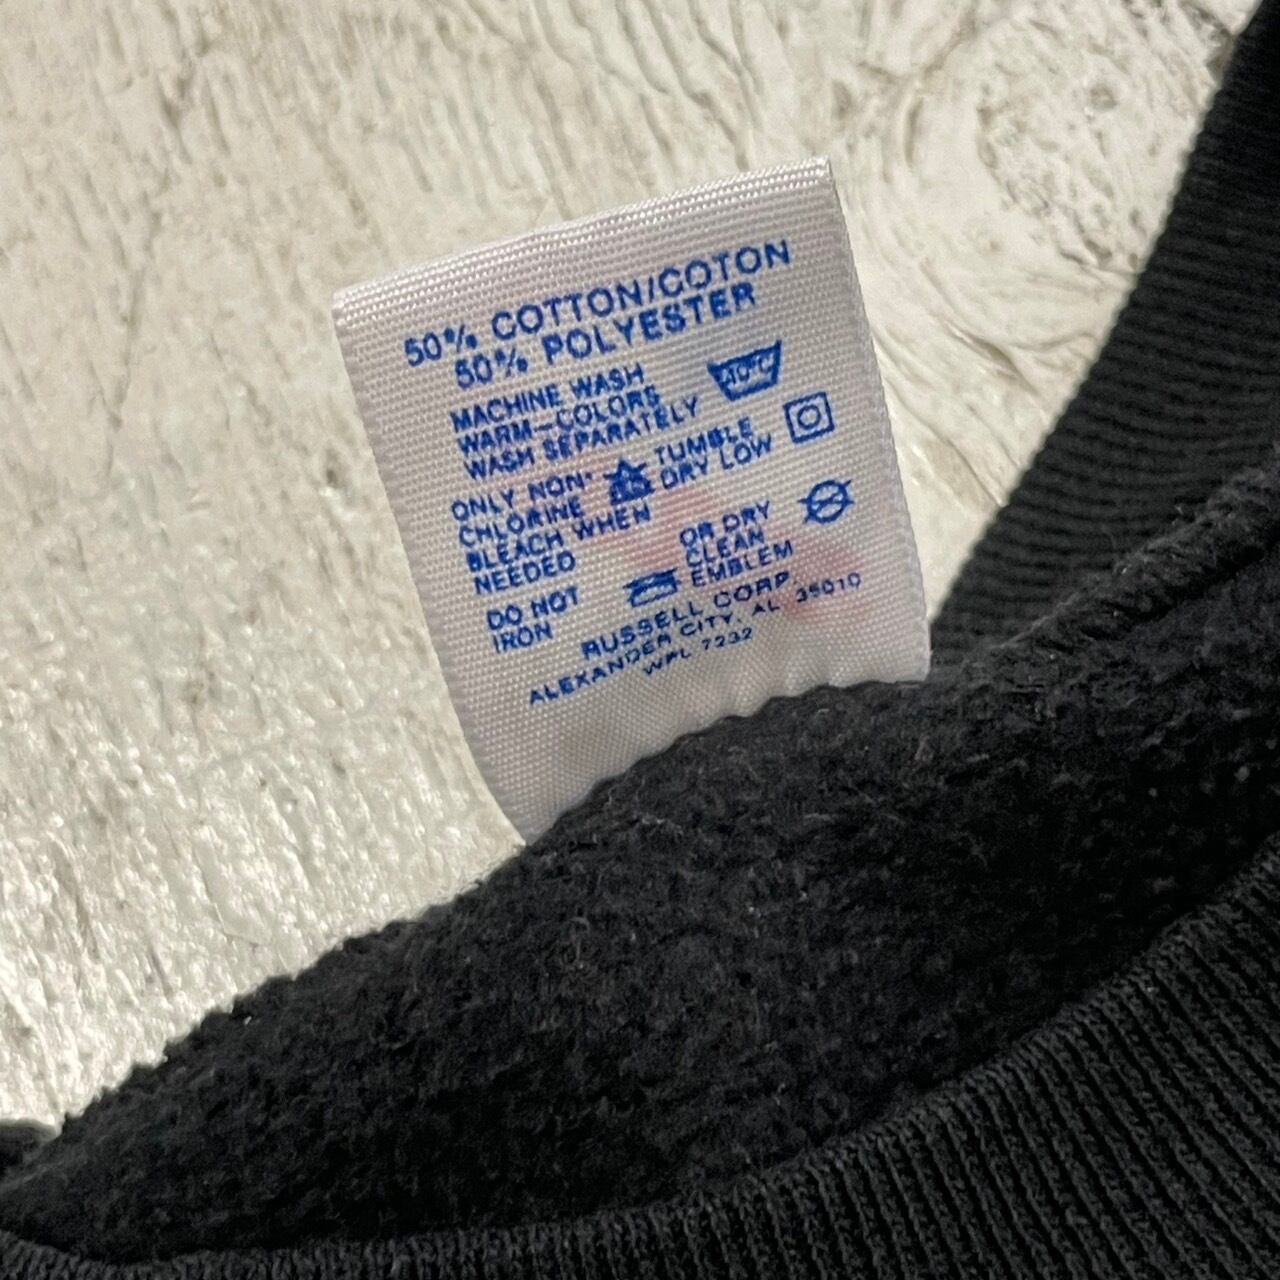 50% COTTON/COTON
50% POLYESTER
MACHINE WASH
WARM-COLORS
WASH SEPARATELY
40°C
ONLY NON-
CHLORINE
BLEACH WHEN
NEEDED
TUMBLE
DRY LOW
DO NOT
IRON
OR DRY
CLEAN
EMBLEM
RUSSELL CORP.
ALEXANDER CITY, AL 35010
WPL 7232